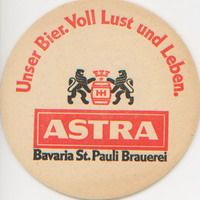 Unser Bier. Voll Lust und Leben.
ASTRA
Bavaria St. Pauli Brauerei